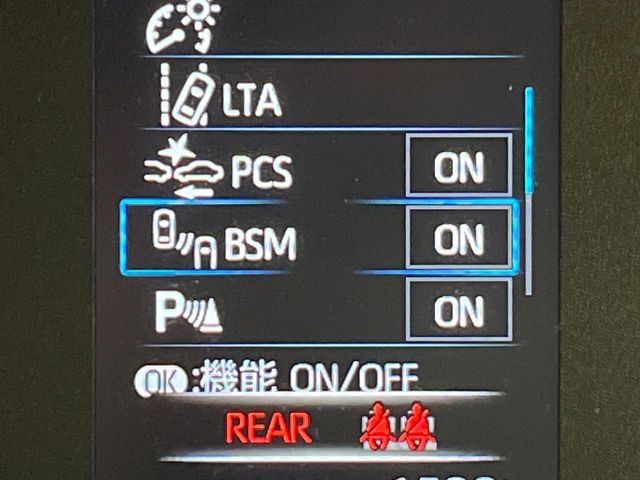 LTA
PCS ON
BSM ON
P ON
OK:機能 ON/OFF
REAR